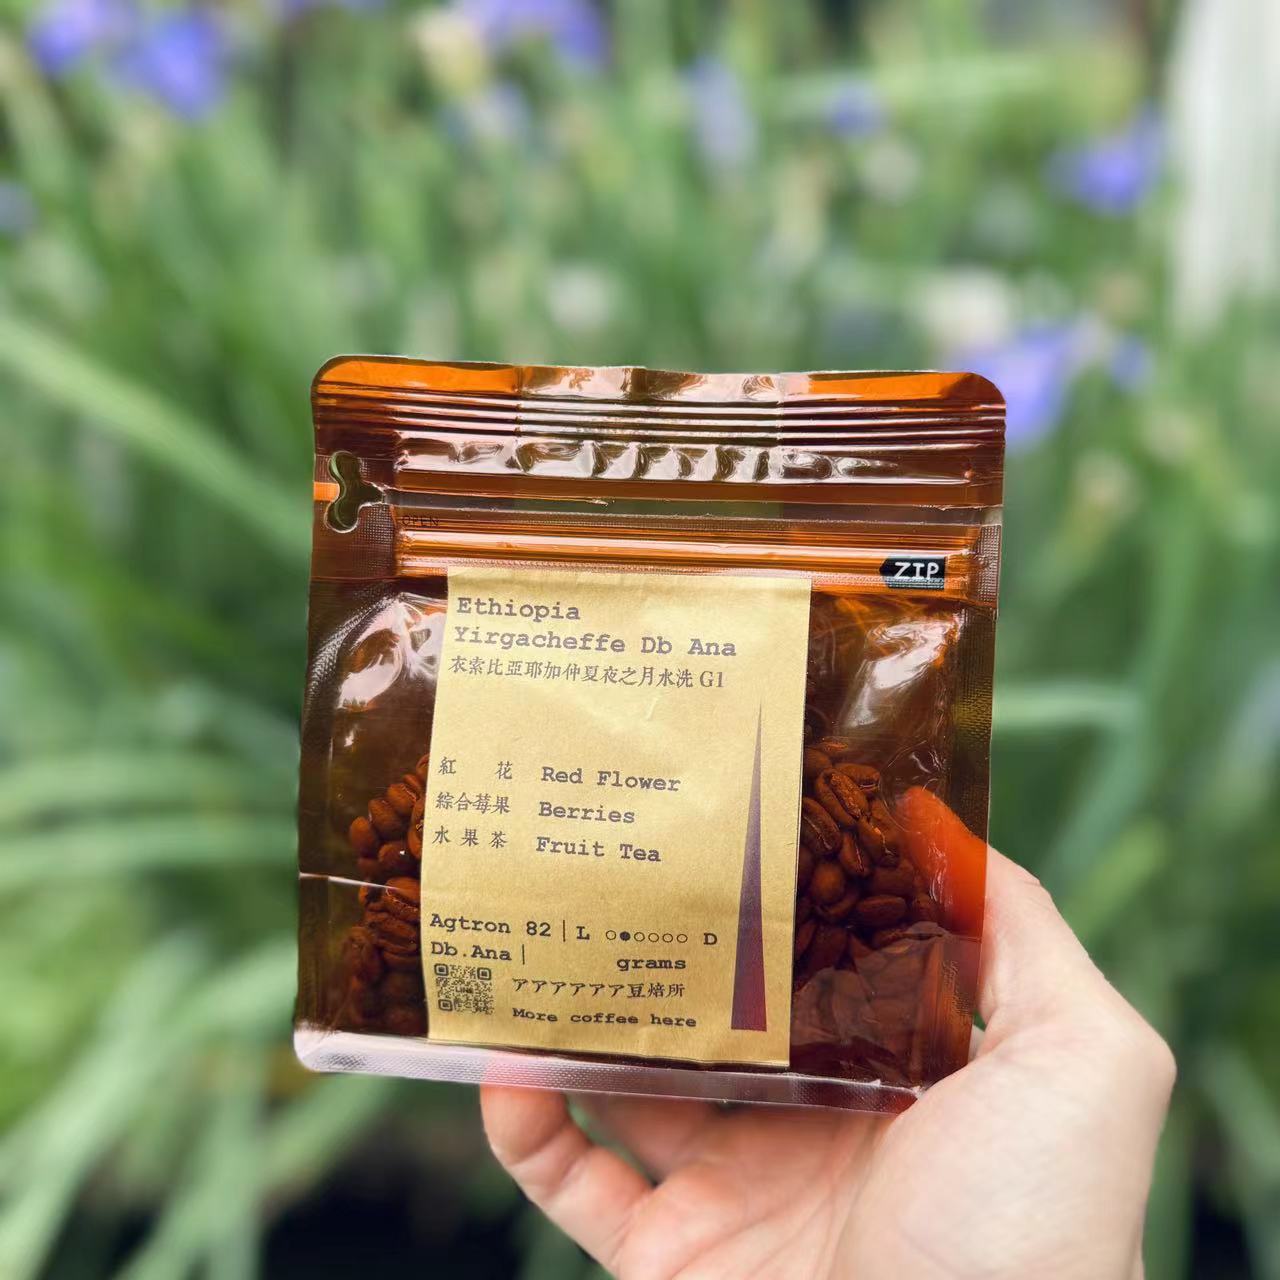 OPEN
ZIP
Ethiopia
Yirgacheffe Db Ana
衣索比亞耶加仲夏夜之月水洗 G1
紅 花 Red Flower
綜合莓果 Berries
水果茶 Fruit Tea
Agtron 82 | L ○●○○○○○ D
Db.Ana | grams
アアアアアア豆焙所
More coffee here